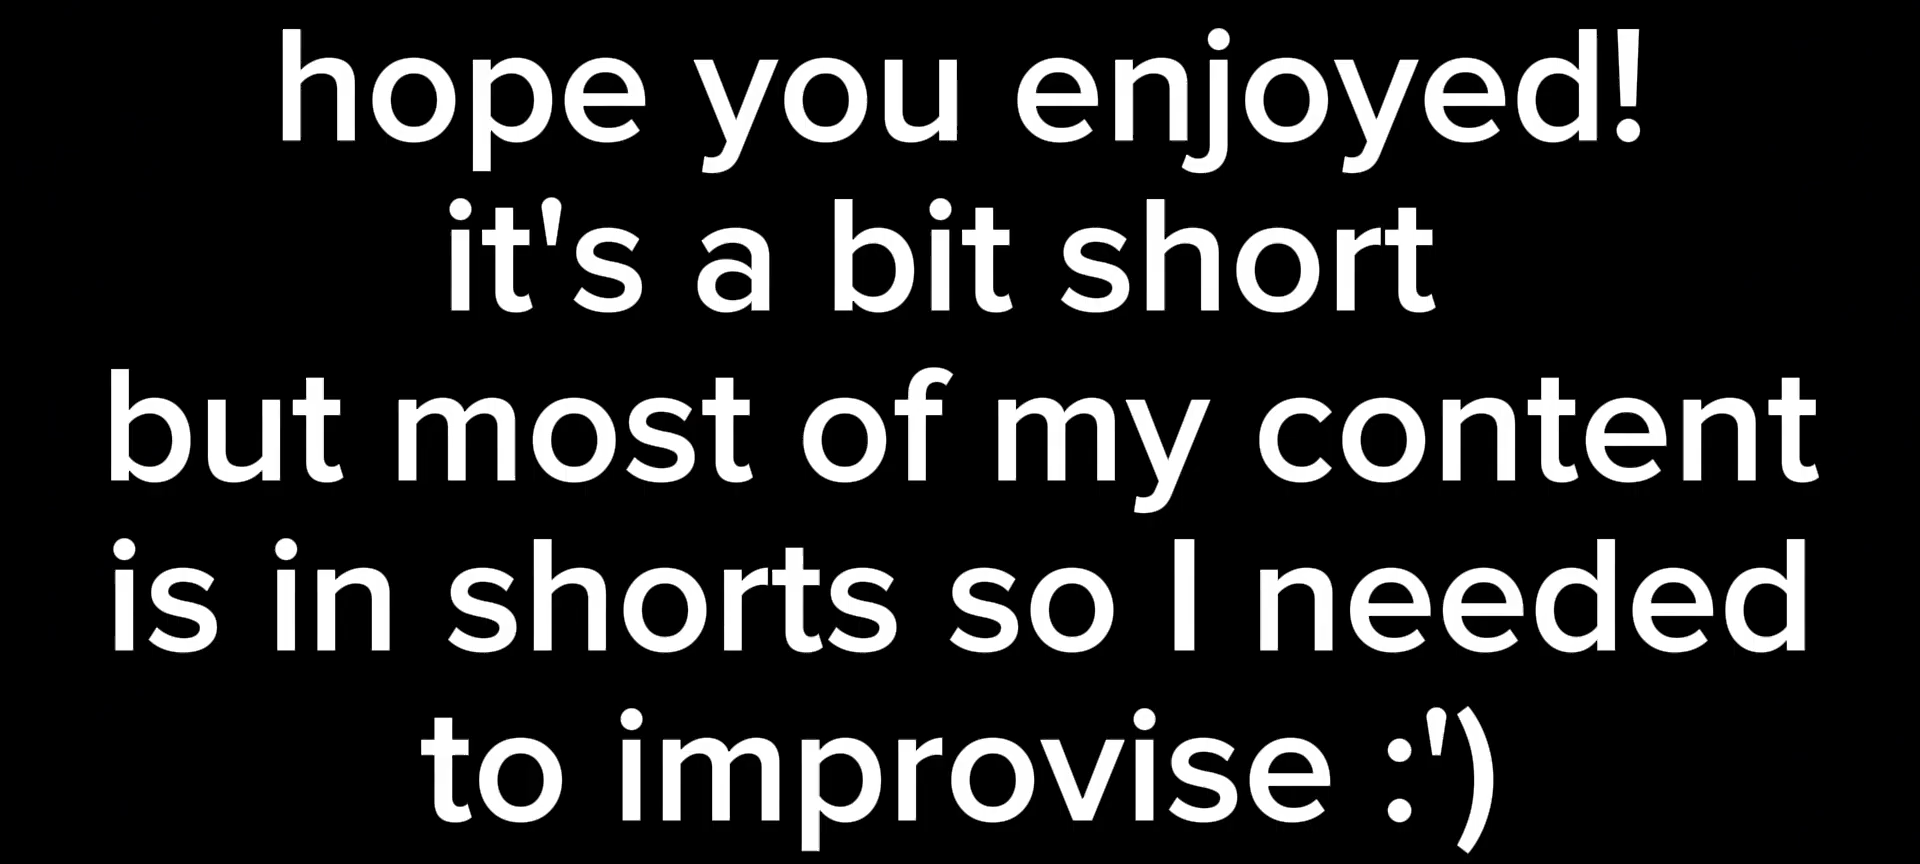 hope you enjoyed!
it's a bit short
but most of my content
is in shorts so I needed
to improvise :')